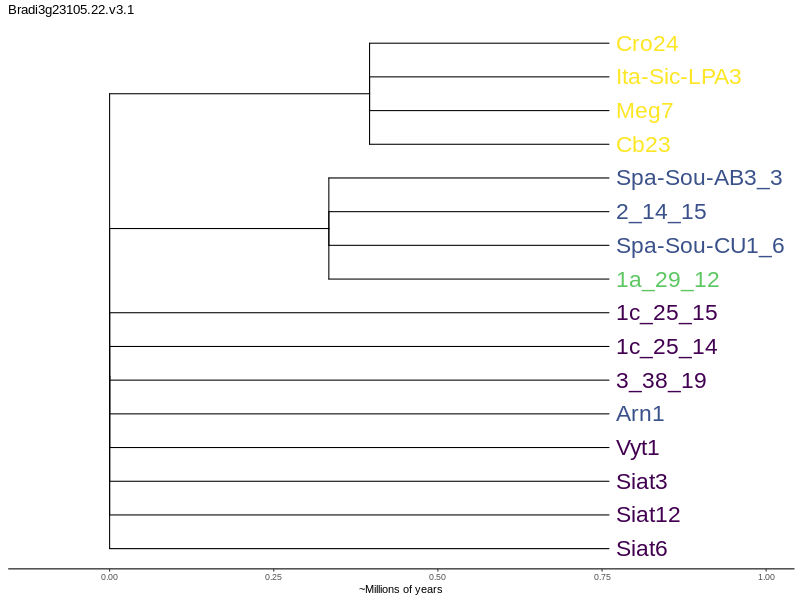 Bradi3g23105.22.v3.1
Cro24
Ita-Sic-LPA3
Meg7
Cb23
Spa-Sou-AB3_3
2_14_15
Spa-Sou-CU1_6
1a_29_12
1c_25_15
1c_25_14
3_38_19
Arn1
Vyt1
Siat3
Siat12
Siat6
0.00 0.25 0.50 0.75 1.00
~Millions of years